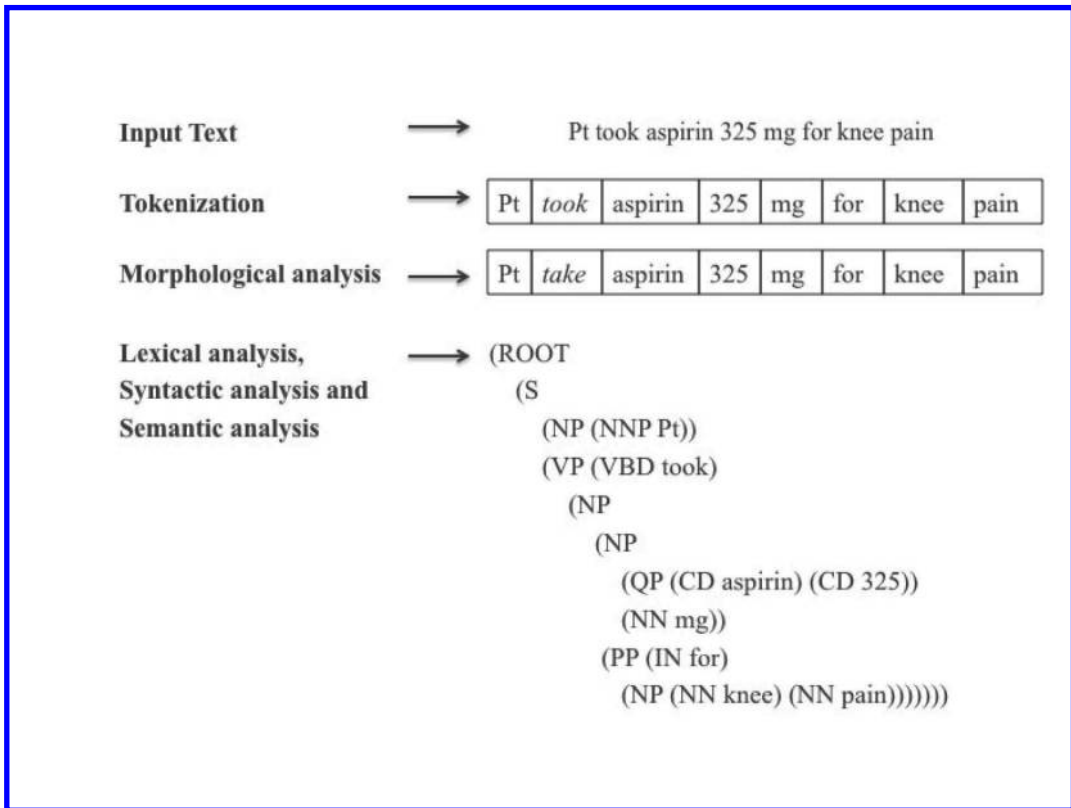 Input Text → Pt took aspirin 325 mg for knee pain
Tokenization → Pt took aspirin 325 mg for knee pain
Morphological analysis → Pt take aspirin 325 mg for knee pain
Lexical analysis, → (ROOT
Syntactic analysis and (S
Semantic analysis (NP (NNP Pt))
(VP (VBD took)
(NP
(NP
(QP (CD aspirin) (CD 325))
(NN mg))
(PP (IN for)
(NP (NN knee) (NN pain)))))))